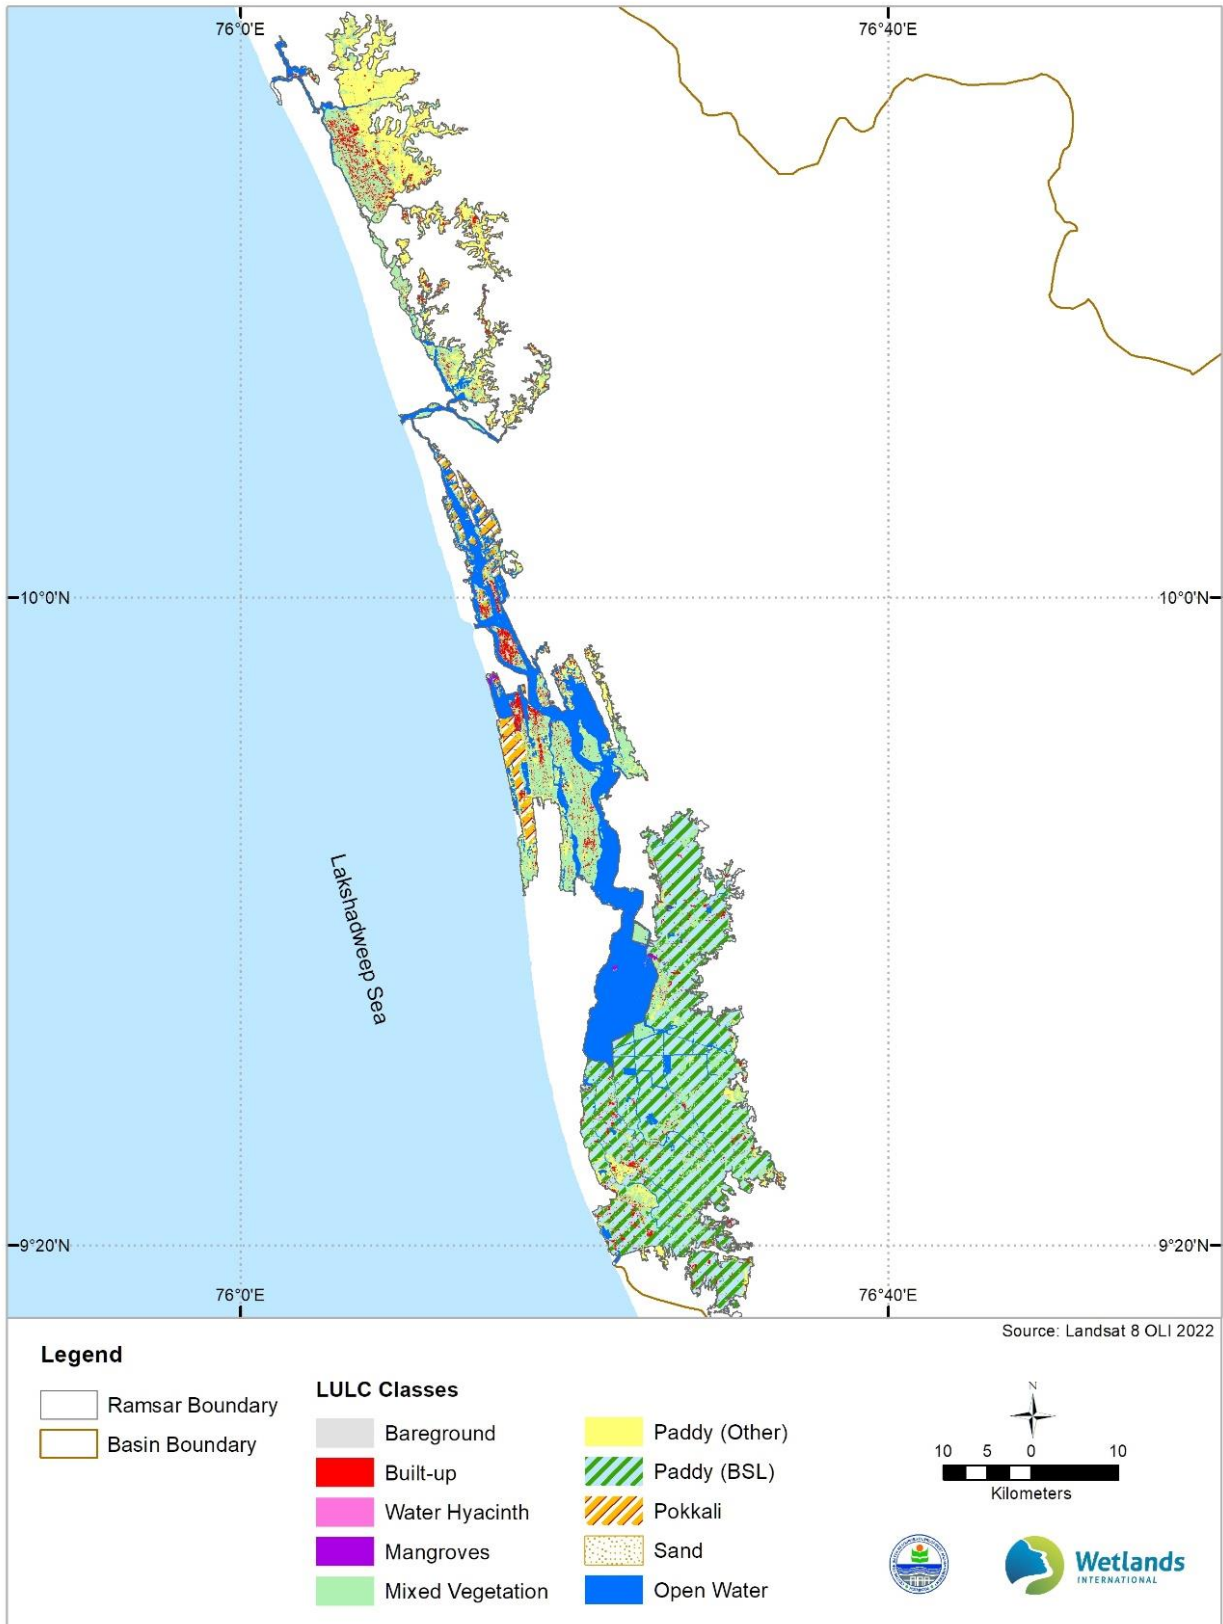 76°0'E
76°40'E
10°0'N
10°0'N
Lakshadweep Sea
9°20'N
9°20'N
76°0'E
76°40'E
Source: Landsat 8 OLI 2022
Legend
Ramsar Boundary
Basin Boundary
LULC Classes
Bareground
Built-up
Water Hyacinth
Mangroves
Mixed Vegetation
Paddy (Other)
Paddy (BSL)
Pokkali
Sand
Open Water
N
10 5 0 10
Kilometers
Wetlands
INTERNATIONAL